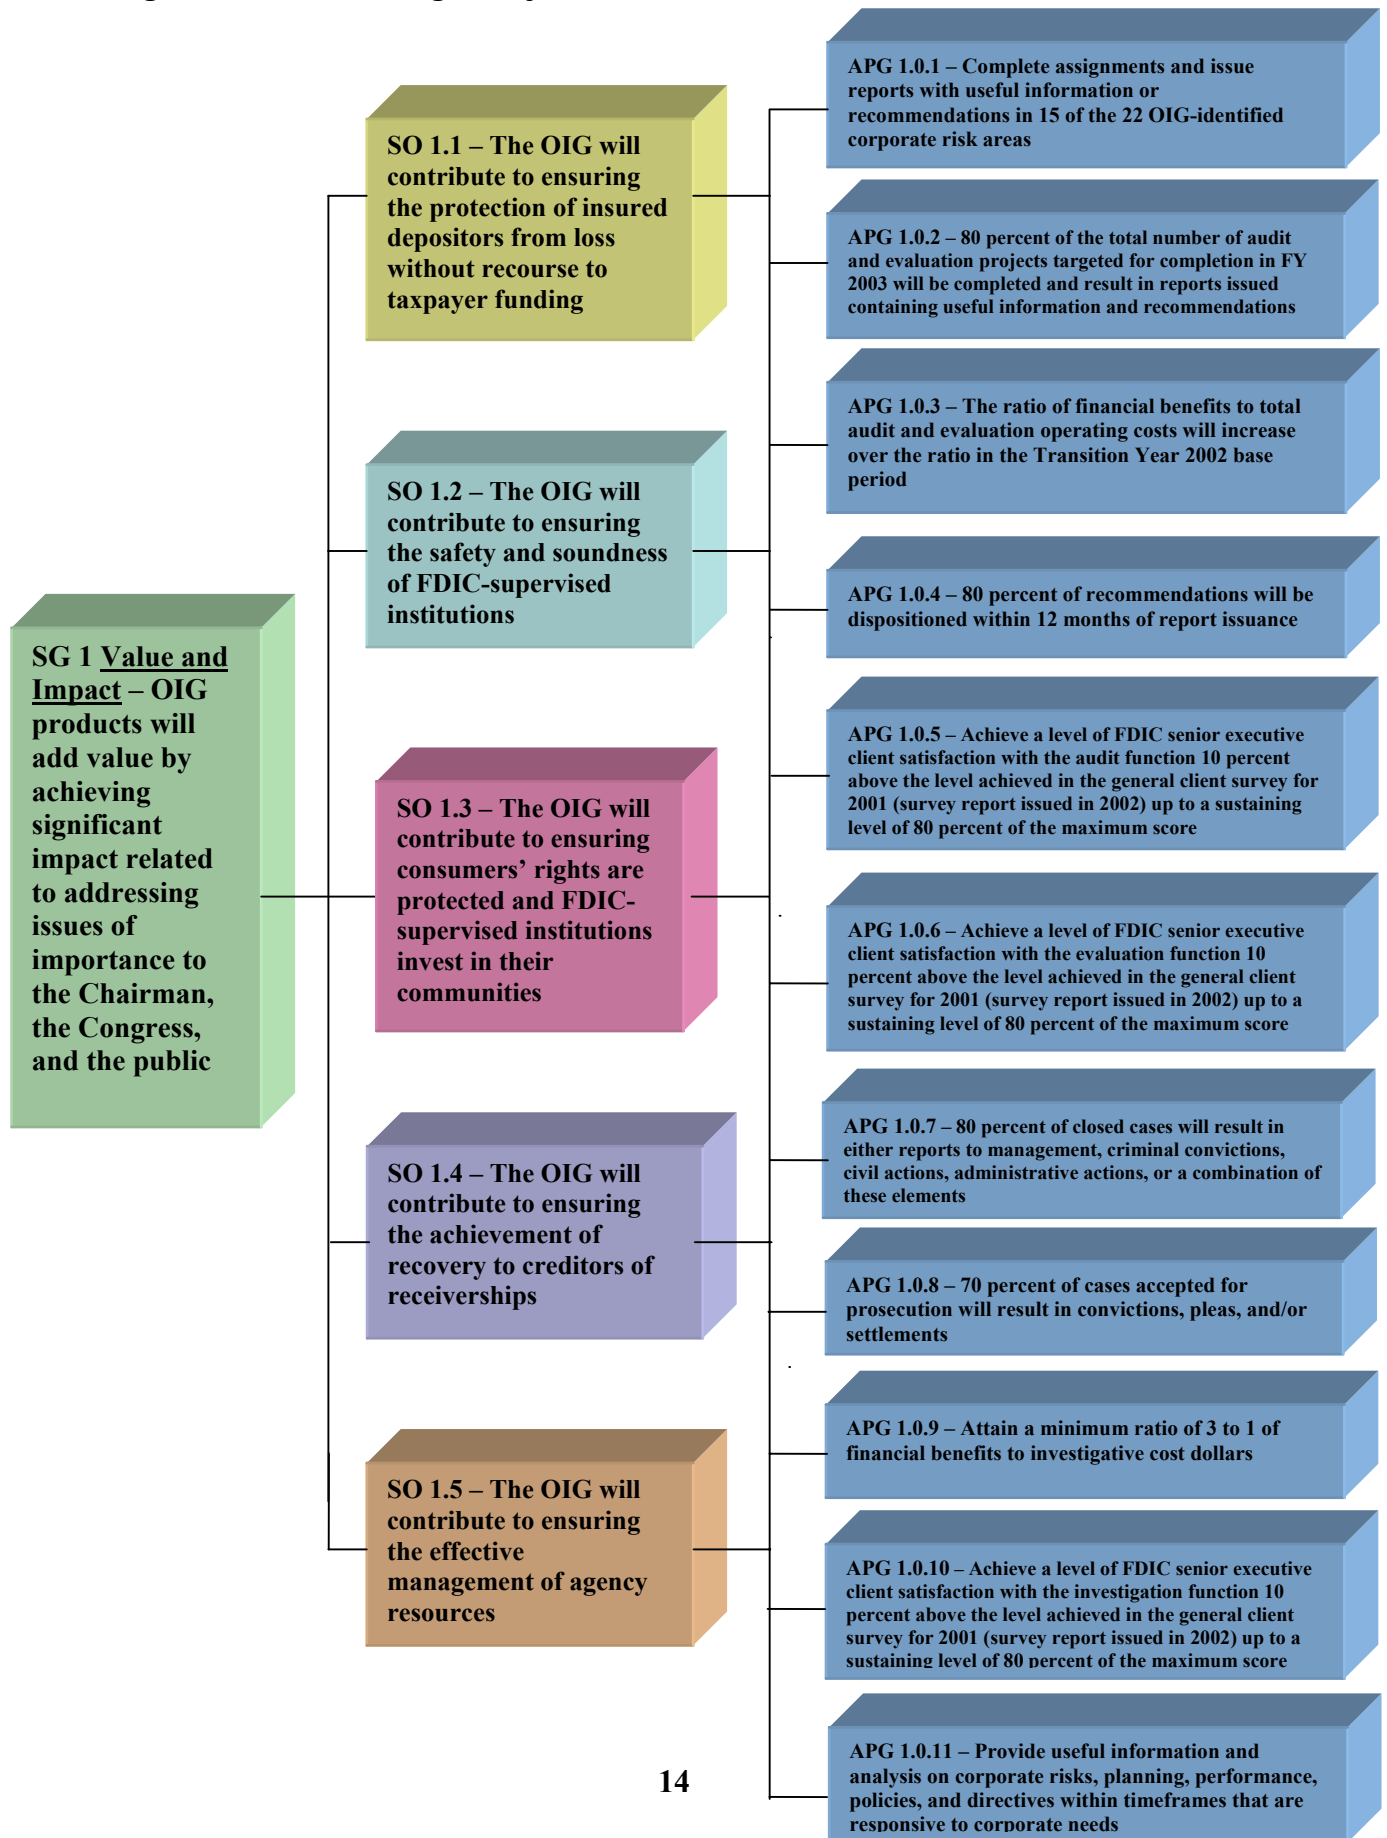 SG 1 Value and
Impact – OIG
products will
add value by
achieving
significant
impact related
to addressing
issues of
importance to
the Chairman,
the Congress,
and the public
SO 1.1 – The OIG will
contribute to ensuring
the protection of insured
depositors from loss
without recourse to
taxpayer funding
SO 1.2 – The OIG will
contribute to ensuring
the safety and soundness
of FDIC-supervised
institutions
SO 1.3 – The OIG will
contribute to ensuring
consumers’ rights are
protected and FDIC-
supervised institutions
invest in their
communities
SO 1.4 – The OIG will
contribute to ensuring
the achievement of
recovery to creditors of
receiverships
SO 1.5 – The OIG will
contribute to ensuring
the effective
management of agency
resources
APG 1.0.1 – Complete assignments and issue
reports with useful information or
recommendations in 15 of the 22 OIG-identified
corporate risk areas
APG 1.0.2 – 80 percent of the total number of audit
and evaluation projects targeted for completion in FY
2003 will be completed and result in reports issued
containing useful information and recommendations
APG 1.0.3 – The ratio of financial benefits to total
audit and evaluation operating costs will increase
over the ratio in the Transition Year 2002 base
period
APG 1.0.4 – 80 percent of recommendations will be
dispositioned within 12 months of report issuance
APG 1.0.5 – Achieve a level of FDIC senior executive
client satisfaction with the audit function 10 percent
above the level achieved in the general client survey for
2001 (survey report issued in 2002) up to a sustaining
level of 80 percent of the maximum score
APG 1.0.6 – Achieve a level of FDIC senior executive
client satisfaction with the evaluation function 10
percent above the level achieved in the general client
survey for 2001 (survey report issued in 2002) up to a
sustaining level of 80 percent of the maximum score
APG 1.0.7 – 80 percent of closed cases will result in
either reports to management, criminal convictions,
civil actions, administrative actions, or a combination of
these elements
APG 1.0.8 – 70 percent of cases accepted for
prosecution will result in convictions, pleas, and/or
settlements
APG 1.0.9 – Attain a minimum ratio of 3 to 1 of
financial benefits to investigative cost dollars
APG 1.0.10 – Achieve a level of FDIC senior executive
client satisfaction with the investigation function 10
percent above the level achieved in the general client
survey for 2001 (survey report issued in 2002) up to a
sustaining level of 80 percent of the maximum score
APG 1.0.11 – Provide useful information and
analysis on corporate risks, planning, performance,
policies, and directives within timeframes that are
responsive to corporate needs
14